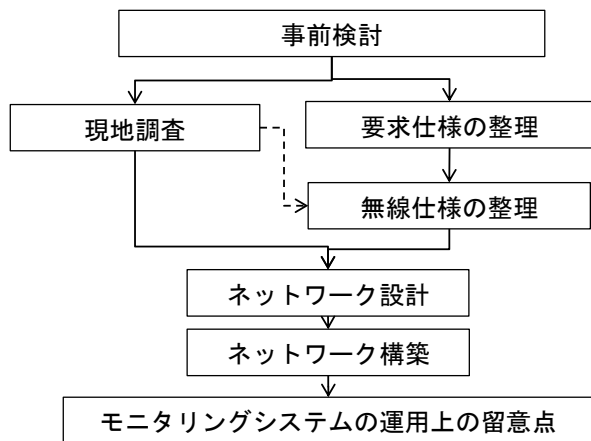 事前検討
現地調査
要求仕様の整理
無線仕様の整理
ネットワーク設計
ネットワーク構築
モニタリングシステムの運用上の留意点